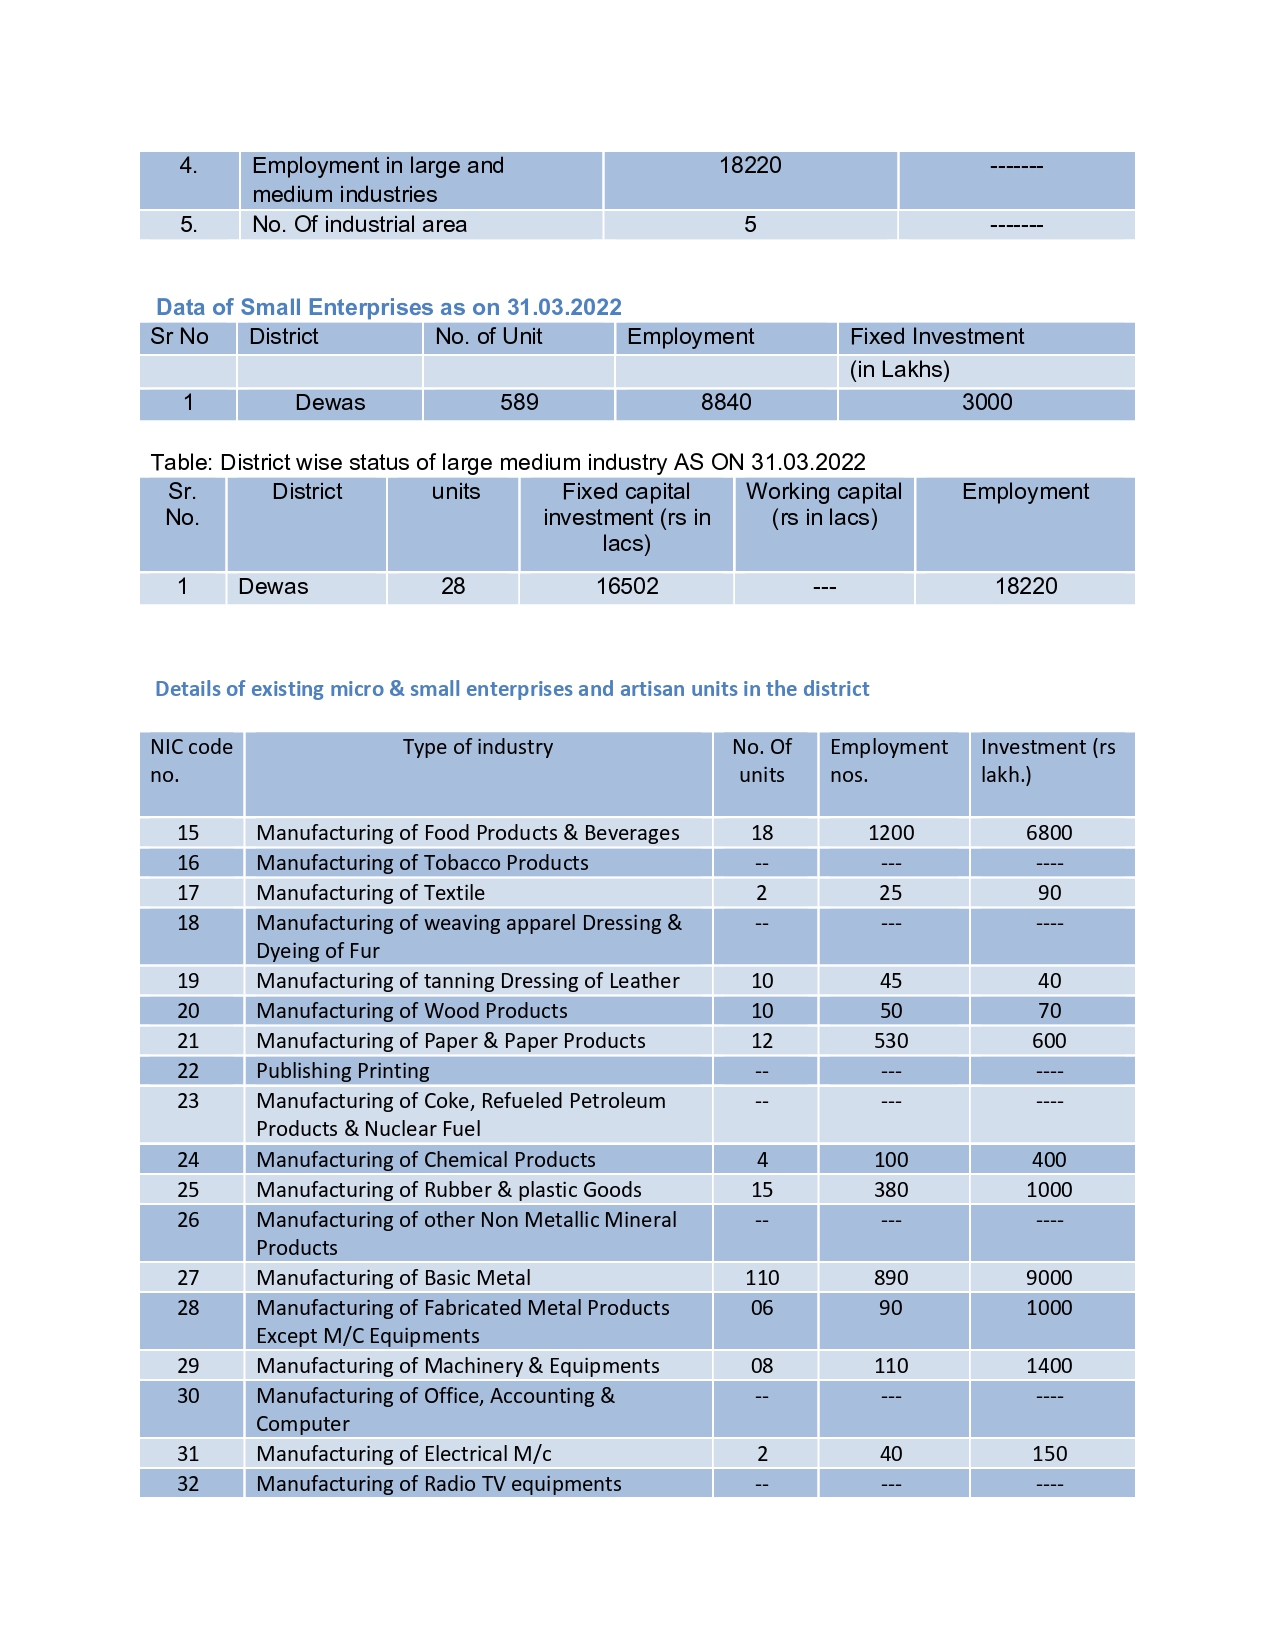 4. Employment in large and 18220 -------
medium industries
5. No. Of industrial area 5 -------
Data of Small Enterprises as on 31.03.2022
Sr No District No. of Unit Employment Fixed Investment
(in Lakhs)
1 Dewas 589 8840 3000
Table: District wise status of large medium industry AS ON 31.03.2022
Sr. District units Fixed capital Working capital Employment
No. investment (rs in (rs in lacs)
lacs)
1 Dewas 28 16502 --- 18220
Details of existing micro & small enterprises and artisan units in the district
NIC code Type of industry No. Of Employment Investment (rs
no. units nos. lakh.)
15 Manufacturing of Food Products & Beverages 18 1200 6800
16 Manufacturing of Tobacco Products -- --- ----
17 Manufacturing of Textile 2 25 90
18 Manufacturing of weaving apparel Dressing & -- --- ----
Dyeing of Fur
19 Manufacturing of tanning Dressing of Leather 10 45 40
20 Manufacturing of Wood Products 10 50 70
21 Manufacturing of Paper & Paper Products 12 530 600
22 Publishing Printing -- --- ----
23 Manufacturing of Coke, Refueled Petroleum -- --- ----
Products & Nuclear Fuel
24 Manufacturing of Chemical Products 4 100 400
25 Manufacturing of Rubber & plastic Goods 15 380 1000
26 Manufacturing of other Non Metallic Mineral -- --- ----
Products
27 Manufacturing of Basic Metal 110 890 9000
28 Manufacturing of Fabricated Metal Products 06 90 1000
Except M/C Equipments
29 Manufacturing of Machinery & Equipments 08 110 1400
30 Manufacturing of Office, Accounting & -- --- ----
Computer
31 Manufacturing of Electrical M/c 2 40 150
32 Manufacturing of Radio TV equipments -- --- ----